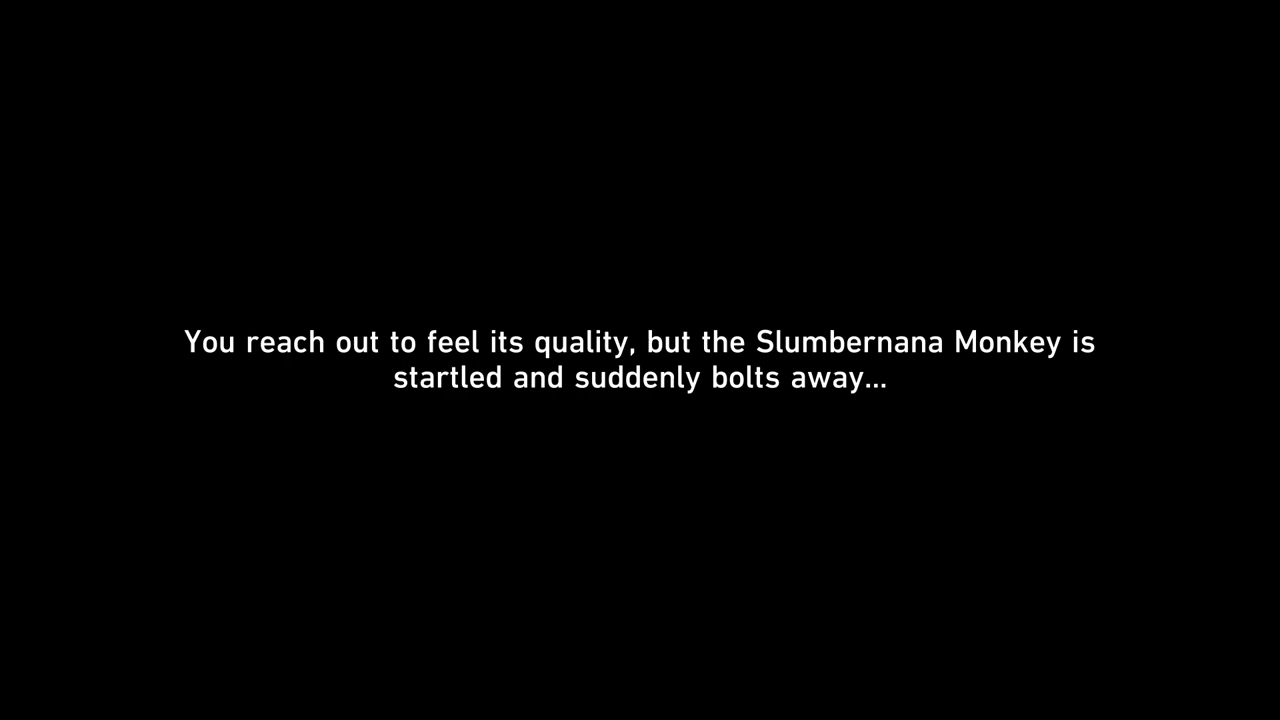 You reach out to feel its quality, but the Slumbernana Monkey is
startled and suddenly bolts away...